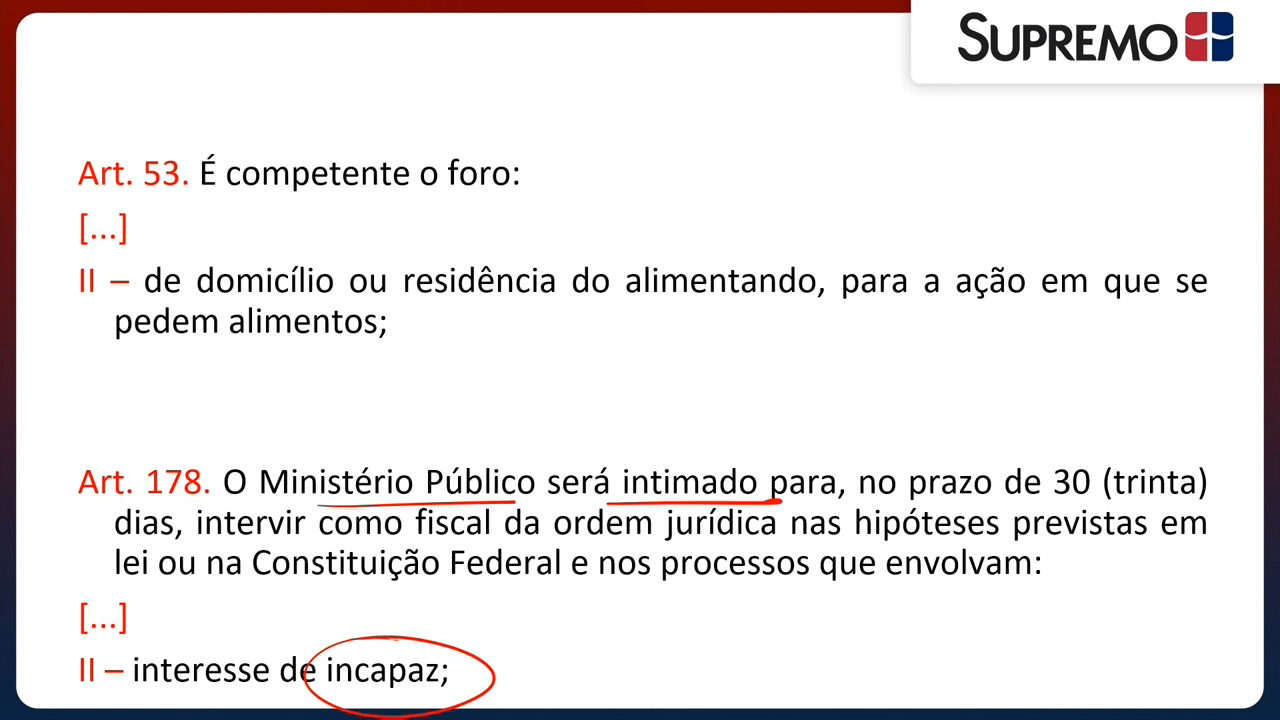 SUPREMO
Art. 53. É competente o foro:
[...]
II – de domicílio ou residência do alimentando, para a ação em que se
pedem alimentos;
Art. 178. O Ministério Público será intimado para, no prazo de 30 (trinta)
dias, intervir como fiscal da ordem jurídica nas hipóteses previstas em
lei ou na Constituição Federal e nos processos que envolvam:
[...]
II – interesse de incapaz;